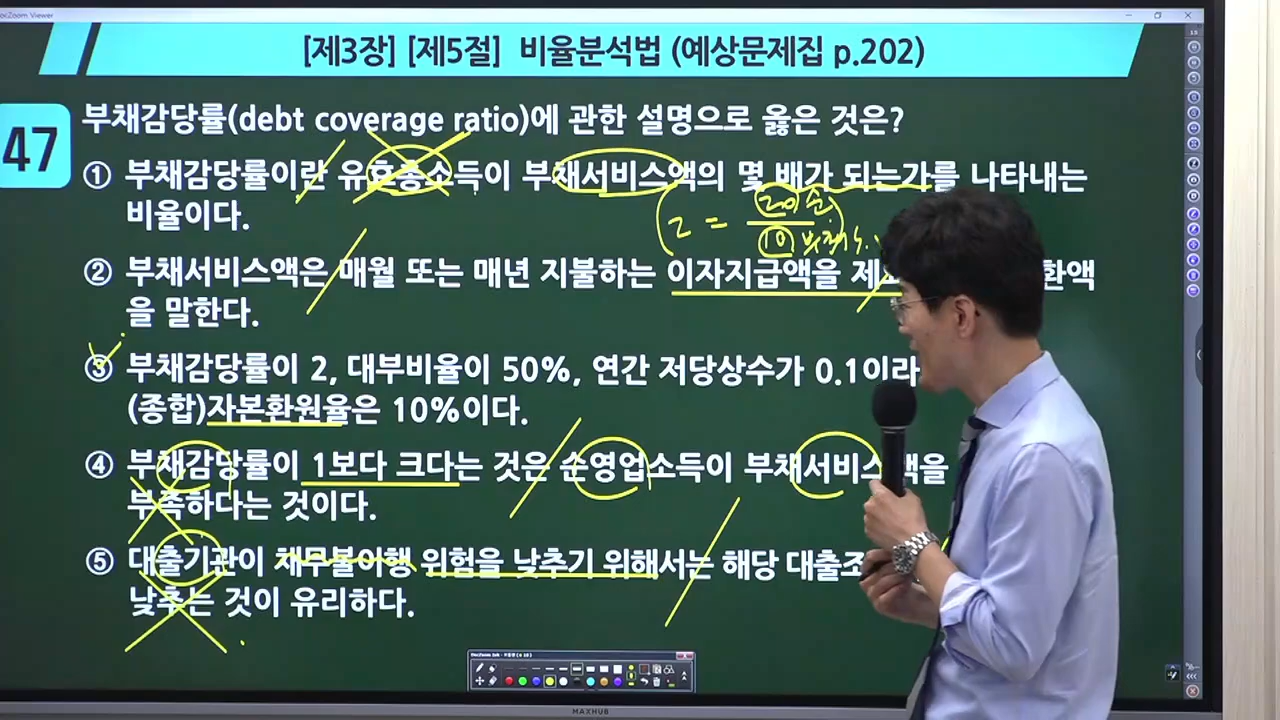 DocZoom Viewer
[제3장] [제5절] 비율분석법 (예상문제집 p.202)
47
부채감당률(debt coverage ratio)에 관한 설명으로 옳은 것은?
① 부채감당률이란 유효총소득이 부채서비스액의 몇 배가 되는가를 나타내는
비율이다.
2 = 20 순
10 부채
② 부채서비스액은 매월 또는 매년 지불하는 이자지급액을 제 환액
을 말한다.
③ 부채감당률이 2, 대부비율이 50%, 연간 저당상수가 0.1이라
(종합)자본환원율은 10%이다.
④ 부채감당률이 1보다 크다는 것은 순영업소득이 부채서비스액을
부족하다는 것이다.
⑤ 대출기관이 채무불이행 위험을 낮추기 위해서는 해당 대출조
낮추는 것이 유리하다.
MAXHUB